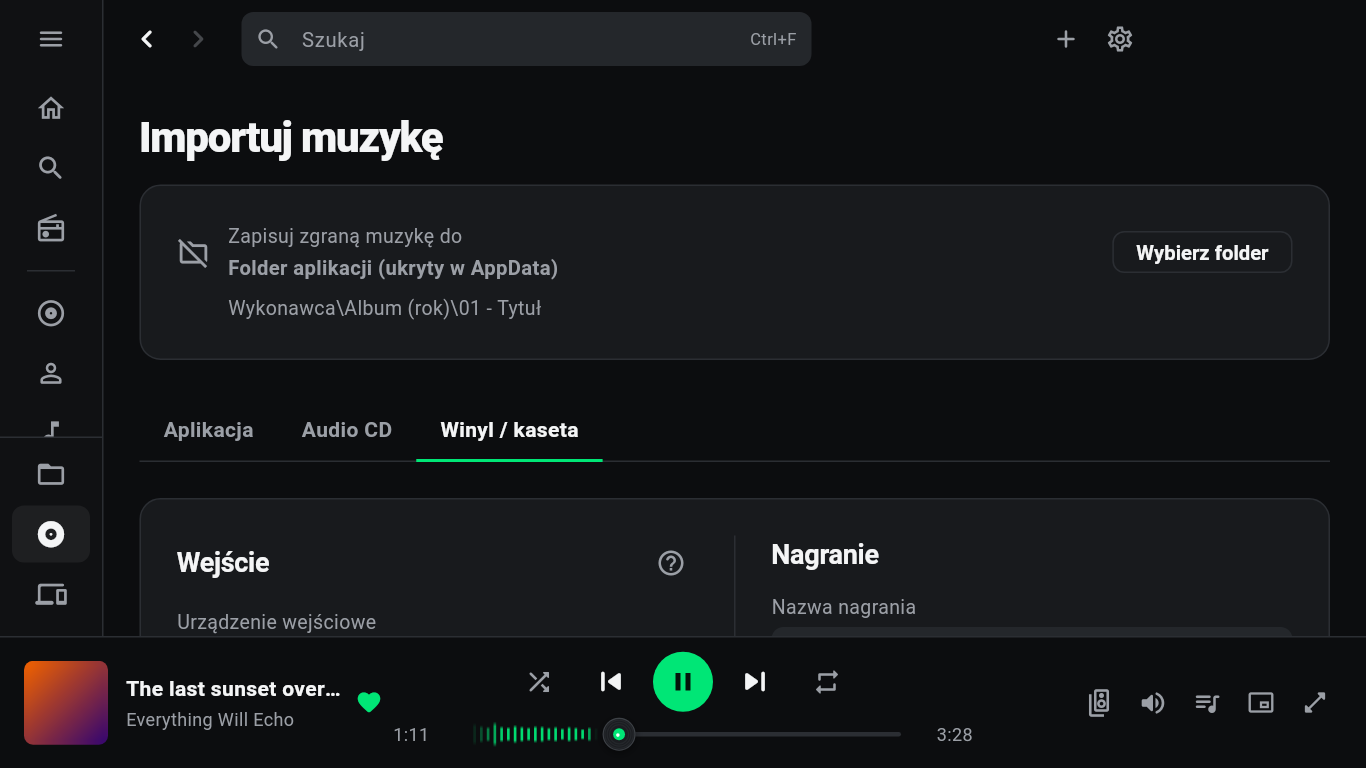 Szukaj
Ctrl+F
Importuj muzykę
Zapisuj zgraną muzykę do
Folder aplikacji (ukryty w AppData)
Wykonawca\Album (rok)\01 - Tytuł
Wybierz folder
Aplikacja
Audio CD
Winyl / kaseta
Wejście
Urządzenie wejściowe
Nagranie
Nazwa nagrania
The last sunset over…
Everything Will Echo
1:11
3:28